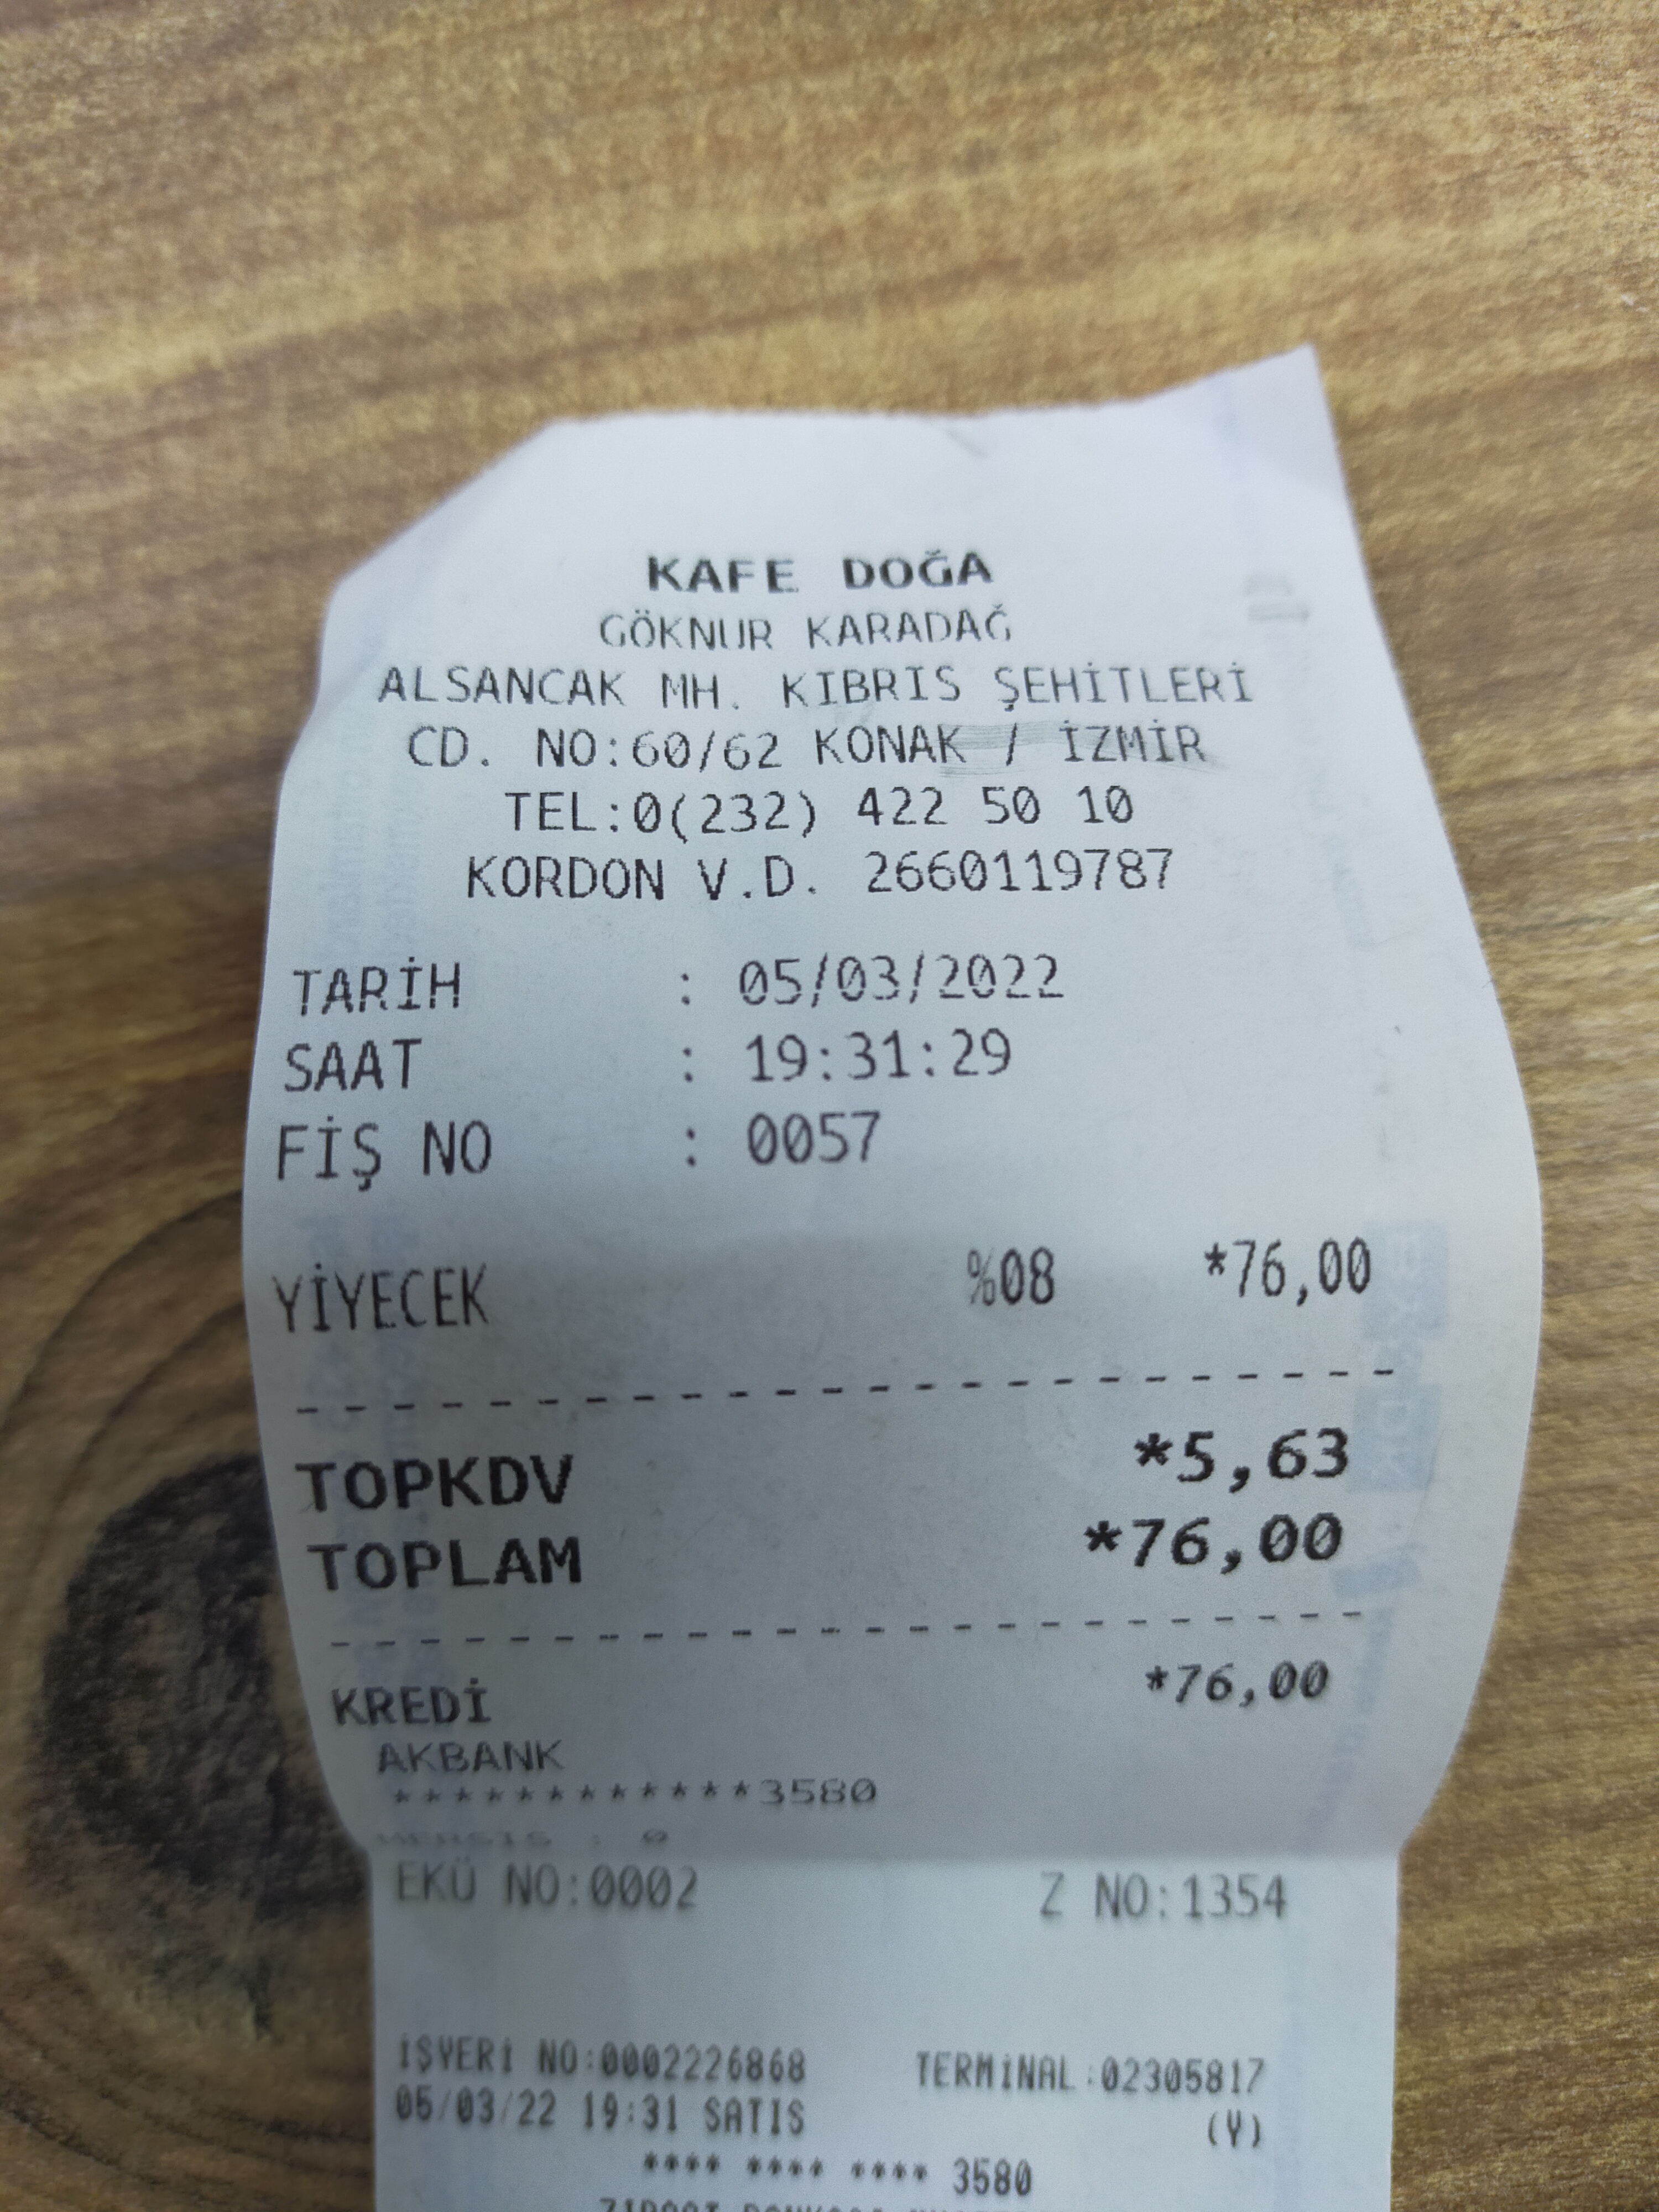 KAFE DOĞA
GÖKNUR KARADAĞ
ALSANCAK MH. KIBRIS ŞEHİTLERİ
CD. NO:60/62 KONAK / İZMİR
TEL:0(232) 422 50 10
KORDON V.D. 2660119787
TARİH : 05/03/2022
SAAT : 19:31:29
FİŞ NO : 0057
YİYECEK %08 *76,00
TOPKDV *5,63
TOPLAM *76,00
KREDİ *76,00
AKBANK
************3580
MERSIS : 0
EKÜ NO:0002 Z NO:1354
İŞYERİ NO:0002226868 TERMİNAL:02305817
05/03/22 19:31 SATIS (Y)
**** **** **** 3580